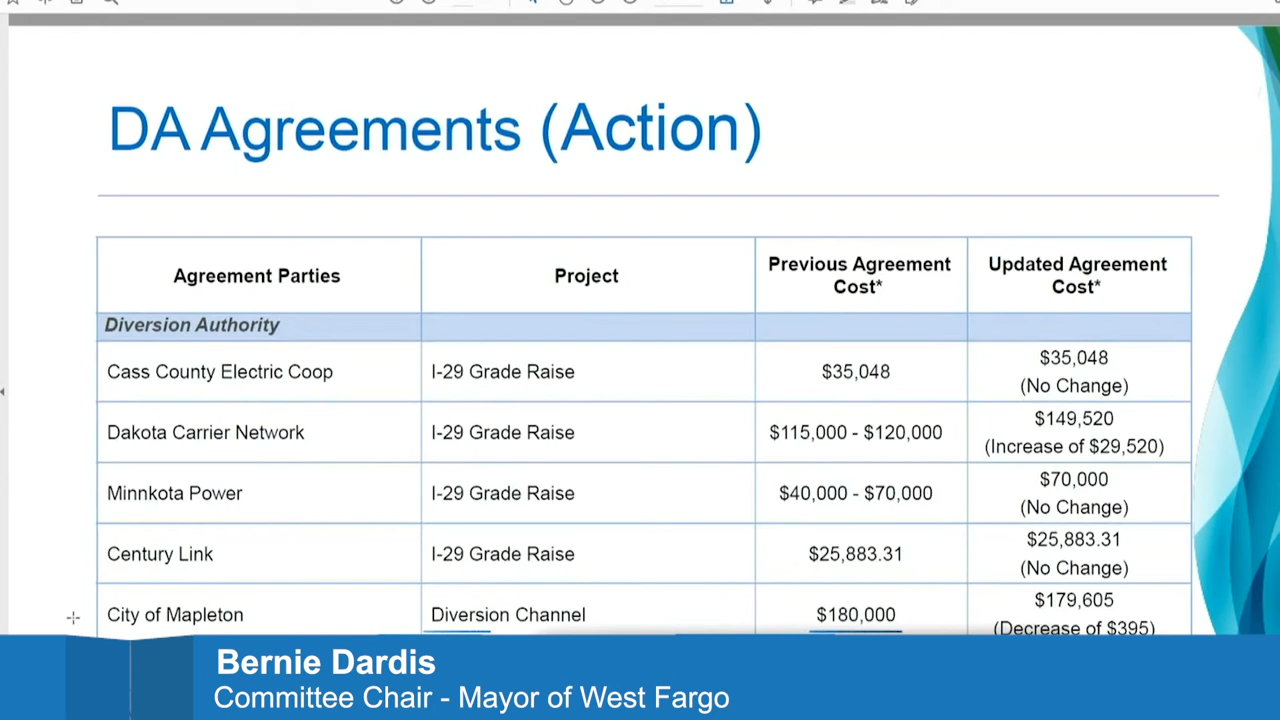 DA Agreements (Action)
Agreement Parties
Project
Previous Agreement
Cost*
Updated Agreement
Cost*
Diversion Authority
Cass County Electric Coop
I-29 Grade Raise
$35,048
$35,048
(No Change)
Dakota Carrier Network
I-29 Grade Raise
$115,000 - $120,000
$149,520
(Increase of $29,520)
Minnkota Power
I-29 Grade Raise
$40,000 - $70,000
$70,000
(No Change)
Century Link
I-29 Grade Raise
$25,883.31
$25,883.31
(No Change)
City of Mapleton
Diversion Channel
$180,000
$179,605
(Decrease of $395)
Bernie Dardis
Committee Chair - Mayor of West Fargo